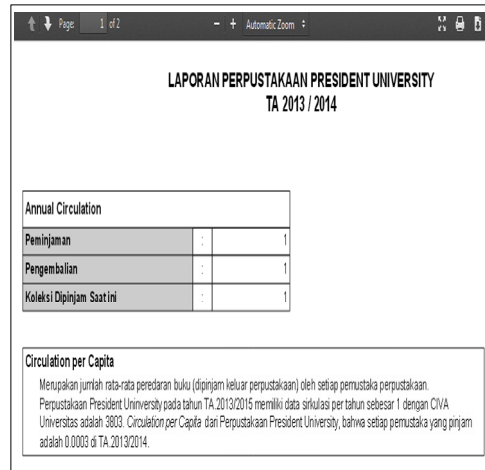 Page: 1 of 2 − + Automatic Zoom
LAPORAN PERPUSTAKAAN PRESIDENT UNIVERSITY
TA 2013 / 2014
Annual Circulation
Peminjaman : 1
Pengembalian : 1
Koleksi Dipinjam Saat ini : 1
Circulation per Capita
Merupakan jumlah rata-rata peredaran buku (dipinjam keluar perpustakaan) oleh setiap pemustaka perpustakaan.
Perpustakaan President Uninversity pada tahun TA.2013/2015 memiliki data sirkulasi per tahun sebesar 1 dengan CIVA
Universitas adalah 3803. Circulation per Capita dari Perpustakaan President University, bahwa setiap pemustaka yang pinjam
adalah 0.0003 di TA.2013/2014.